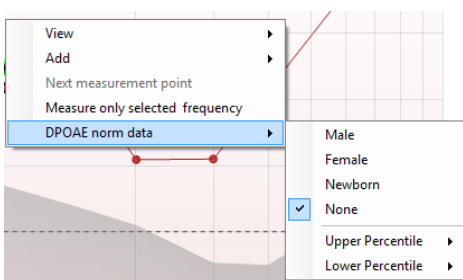 View
Add
Next measurement point
Measure only selected frequency
DPOAE norm data
Male
Female
Newborn
None
Upper Percentile
Lower Percentile